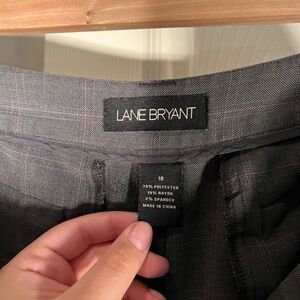 LANE BRYANT
18
79% POLYESTER
19% RAYON
2% SPANDEX
MADE IN CHINA